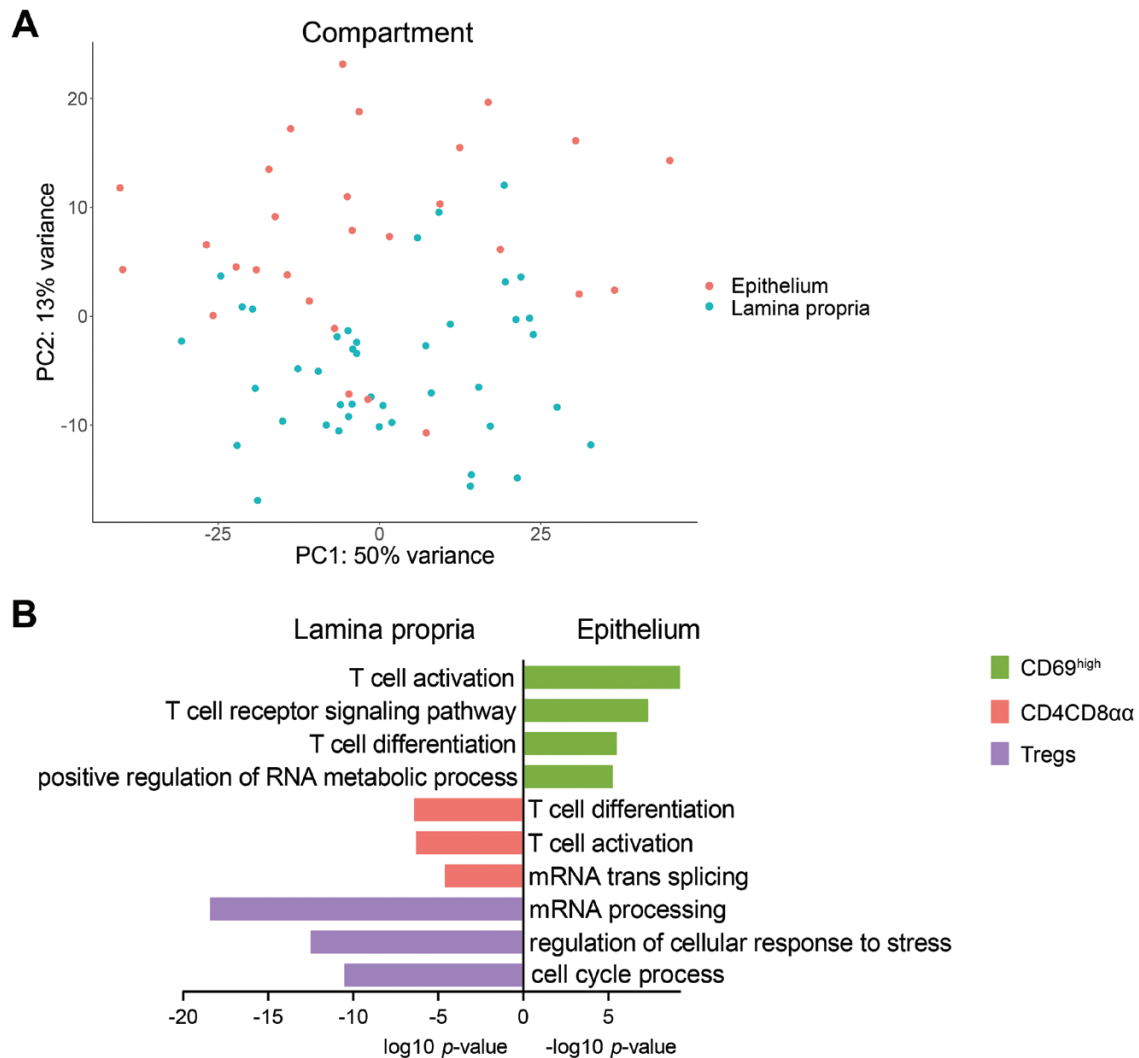 A
Compartment
PC2: 13% variance
20
10
0
-10
-25
0
25
PC1: 50% variance
Epithelium
Lamina propria
B
Lamina propria
Epithelium
T cell activation
T cell receptor signaling pathway
T cell differentiation
positive regulation of RNA metabolic process
T cell differentiation
T cell activation
mRNA trans splicing
mRNA processing
regulation of cellular response to stress
cell cycle process
-20
-15
-10
-5
0
5
log10 p-value
-log10 p-value
CD69high
CD4CD8αα
Tregs